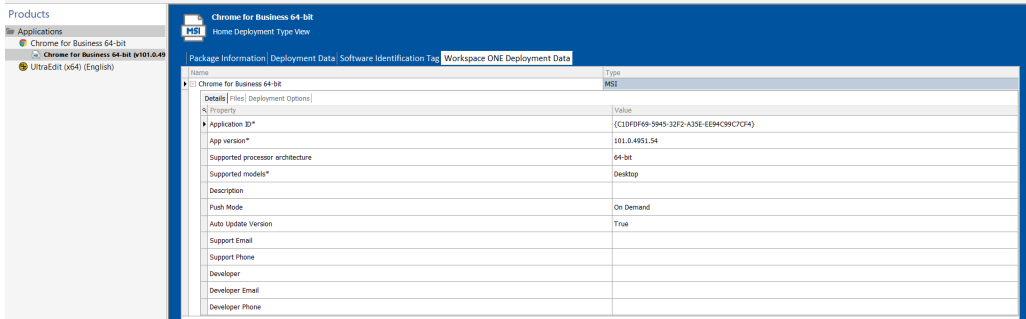 Products
Applications
Chrome for Business 64-bit
Chrome for Business 64-bit (v101.0.49
UltraEdit (x64) (English)
MSI
Chrome for Business 64-bit
Home Deployment Type View
Package Information Deployment Data Software Identification Tag Workspace ONE Deployment Data
Name Type
Chrome for Business 64-bit MSI
Details Files Deployment Options
Property Value
Application ID* {C1DFDF69-5945-32F2-A35E-EE94C99C7CF4}
App version* 101.0.4951.54
Supported processor architecture 64-bit
Supported models* Desktop
Description
Push Mode On Demand
Auto Update Version True
Support Email
Support Phone
Developer
Developer Email
Developer Phone